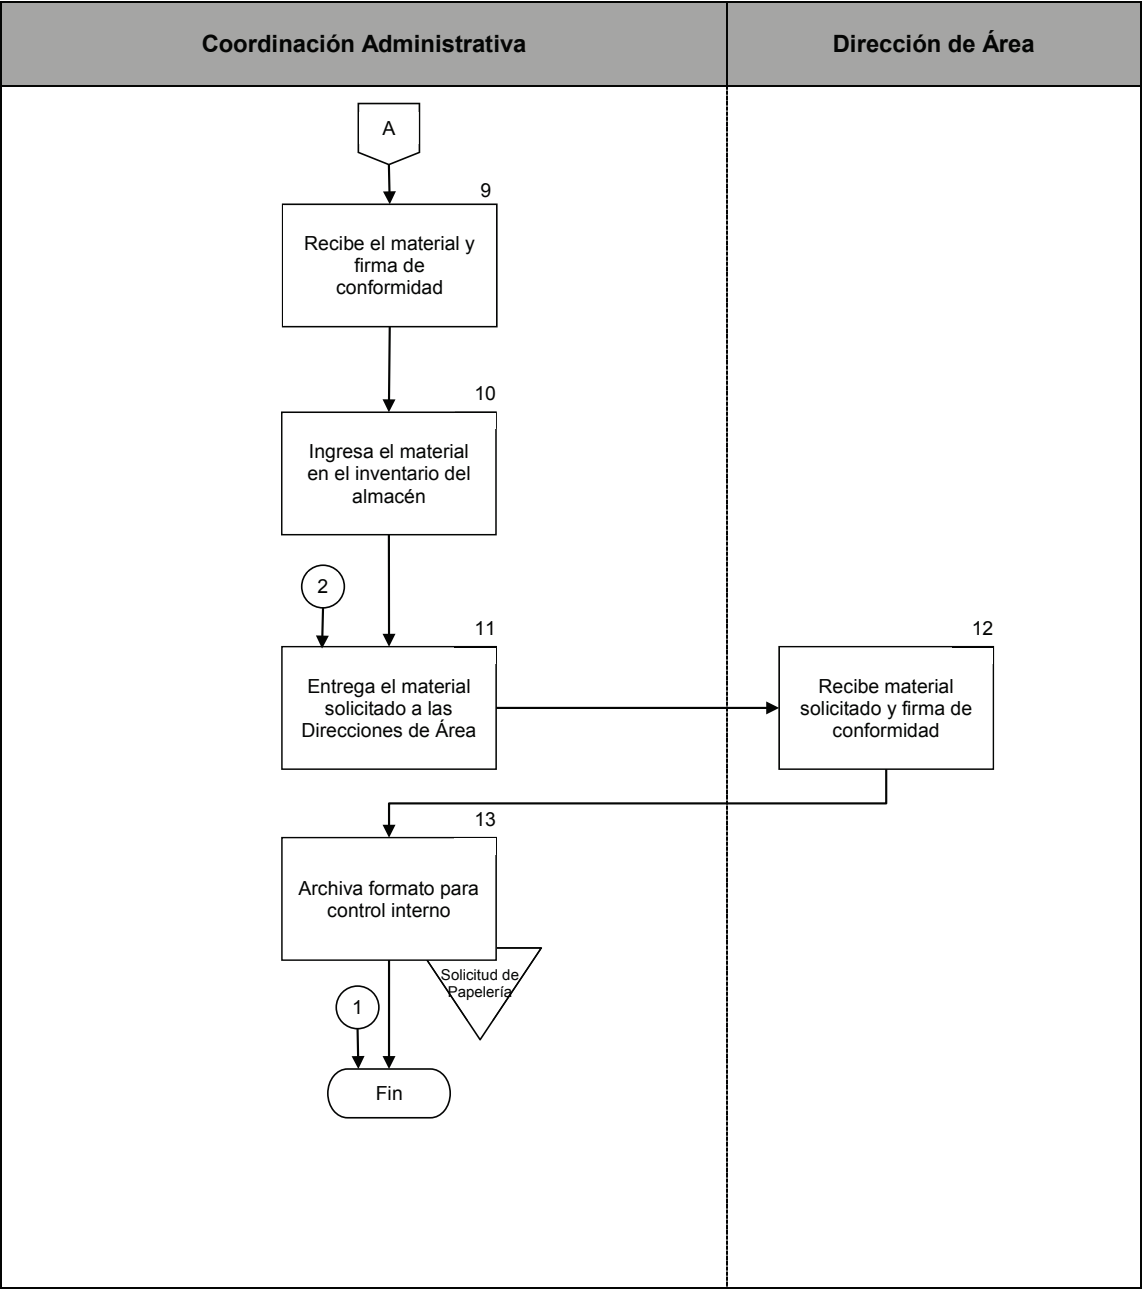 Coordinación Administrativa
Dirección de Área
A
9
Recibe el material y
firma de
conformidad
10
Ingresa el material
en el inventario del
almacén
2
11
Entrega el material
solicitado a las
Direcciones de Área
12
Recibe material
solicitado y firma de
conformidad
13
Archiva formato para
control interno
Solicitud de
Papelería
1
Fin